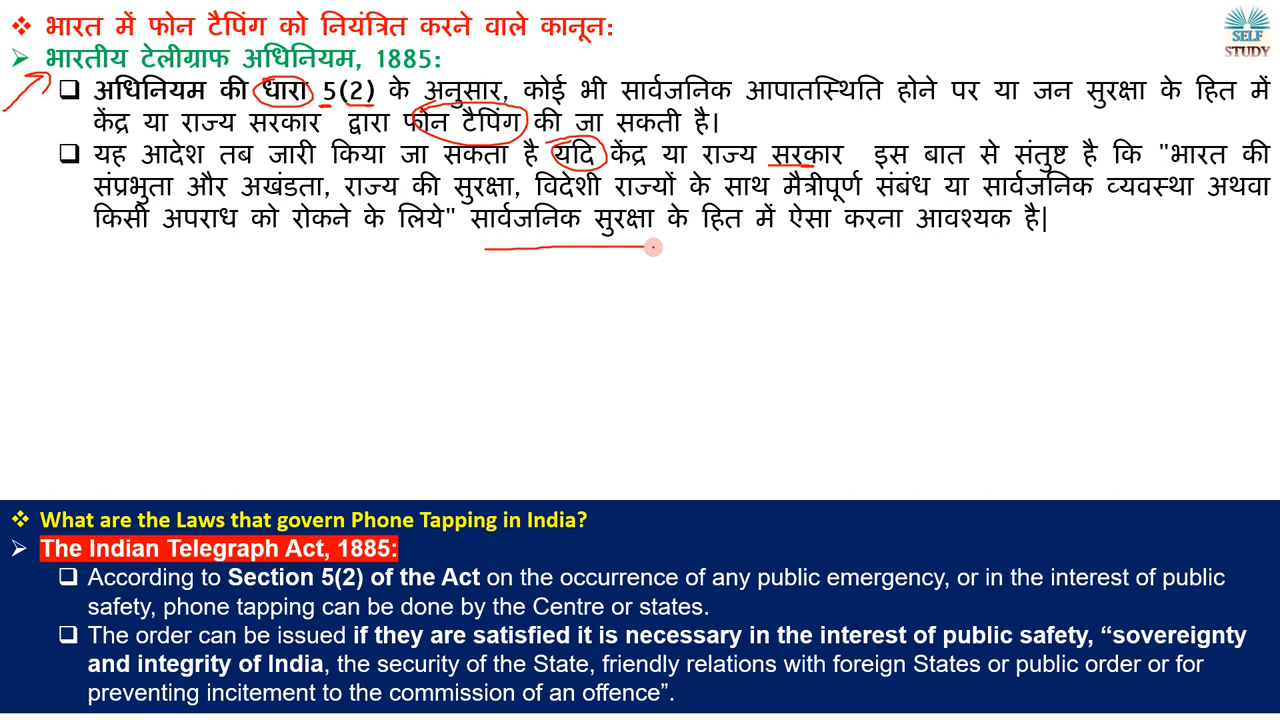 ❖ भारत में फोन टैपिंग को नियंत्रित करने वाले कानून:
SELF
STUDY
➢ भारतीय टेलीग्राफ अधिनियम, 1885:
❑ अधिनियम की धारा 5(2) के अनुसार, कोई भी सार्वजनिक आपातस्थिति होने पर या जन सुरक्षा के हित में
केंद्र या राज्य सरकार द्वारा फोन टैपिंग की जा सकती है।
❑ यह आदेश तब जारी किया जा सकता है यदि केंद्र या राज्य सरकार इस बात से संतुष्ट है कि "भारत की
संप्रभुता और अखंडता, राज्य की सुरक्षा, विदेशी राज्यों के साथ मैत्रीपूर्ण संबंध या सार्वजनिक व्यवस्था अथवा
किसी अपराध को रोकने के लिये" सार्वजनिक सुरक्षा के हित में ऐसा करना आवश्यक है|
❖ What are the Laws that govern Phone Tapping in India?
➢ The Indian Telegraph Act, 1885:
❑ According to Section 5(2) of the Act on the occurrence of any public emergency, or in the interest of public
safety, phone tapping can be done by the Centre or states.
❑ The order can be issued if they are satisfied it is necessary in the interest of public safety, “sovereignty
and integrity of India, the security of the State, friendly relations with foreign States or public order or for
preventing incitement to the commission of an offence”.